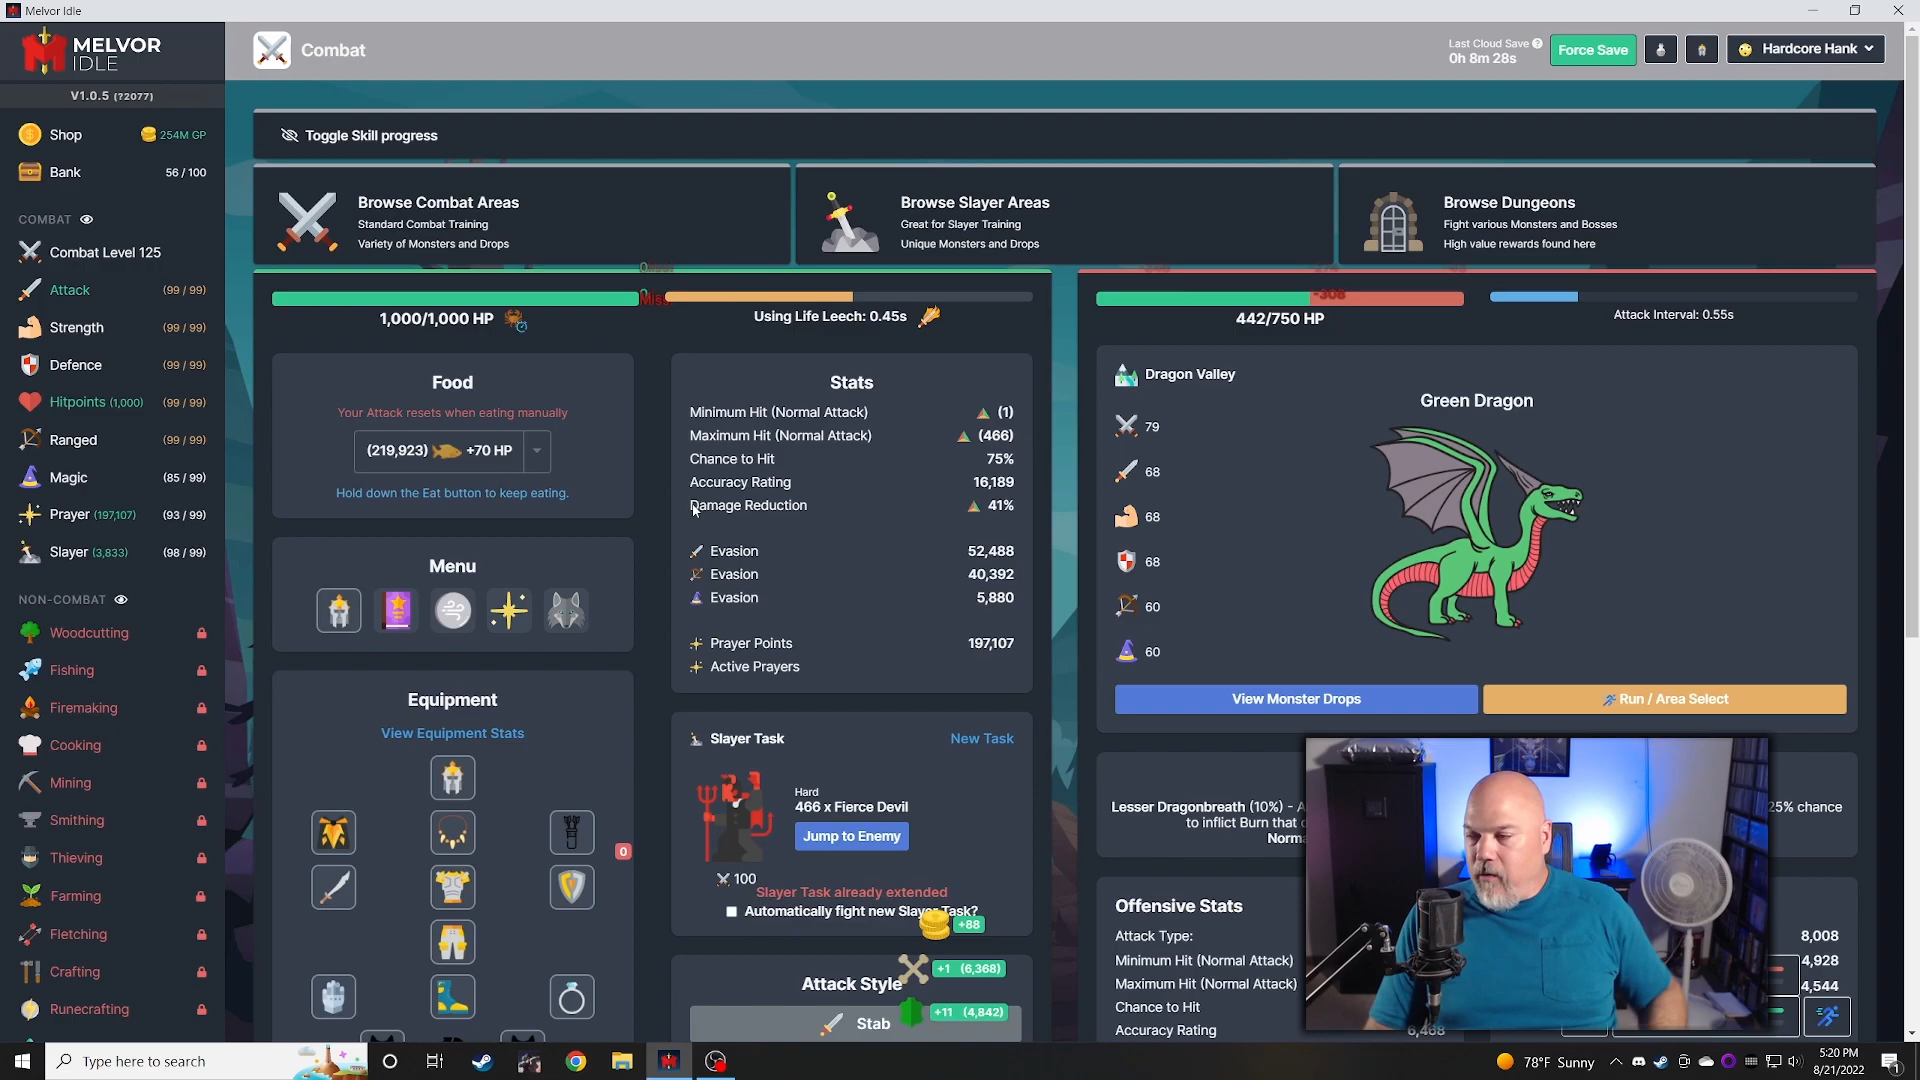 Melvor Idle
MELVOR
IDLE
V1.0.5 (?2077)
Shop 254M GP
Bank 56 / 100
COMBAT
Combat Level 125
Attack (99 / 99)
Strength (99 / 99)
Defence (99 / 99)
Hitpoints (1,000) (99 / 99)
Ranged (99 / 99)
Magic (85 / 99)
Prayer (197,107) (93 / 99)
Slayer (3,833) (98 / 99)
NON-COMBAT
Woodcutting
Fishing
Firemaking
Cooking
Mining
Smithing
Thieving
Farming
Fletching
Crafting
Runecrafting
Combat
Last Cloud Save
0h 8m 28s
Force Save
Hardcore Hank
Toggle Skill progress
Browse Combat Areas
Standard Combat Training
Variety of Monsters and Drops
Browse Slayer Areas
Great for Slayer Training
Unique Monsters and Drops
Browse Dungeons
Fight various Monsters and Bosses
High value rewards found here
Miss
1,000/1,000 HP
Using Life Leech: 0.45s
-308
442/750 HP
Attack Interval: 0.55s
Food
Your Attack resets when eating manually
(219,923) +70 HP
Hold down the Eat button to keep eating.
Menu
Equipment
View Equipment Stats
0
Stats
Minimum Hit (Normal Attack) (1)
Maximum Hit (Normal Attack) (466)
Chance to Hit 75%
Accuracy Rating 16,189
Damage Reduction 41%
Evasion 52,488
Evasion 40,392
Evasion 5,880
Prayer Points 197,107
Active Prayers
Slayer Task New Task
Hard
466 x Fierce Devil
Jump to Enemy
100
Slayer Task already extended
Automatically fight new Slayer Task?
+88
+1 (6,368)
Attack Style
+11 (4,842)
Stab
Dragon Valley
Green Dragon
79
68
68
68
60
60
View Monster Drops
Run / Area Select
Lesser Dragonbreath (10%) - 25% chance
to inflict Burn that
Offensive Stats
Attack Type: 8,008
Minimum Hit (Normal Attack) 4,928
Maximum Hit (Normal Attack) 4,544
Chance to Hit
Accuracy Rating
Type here to search
78°F Sunny
5:20 PM
8/21/2022
1